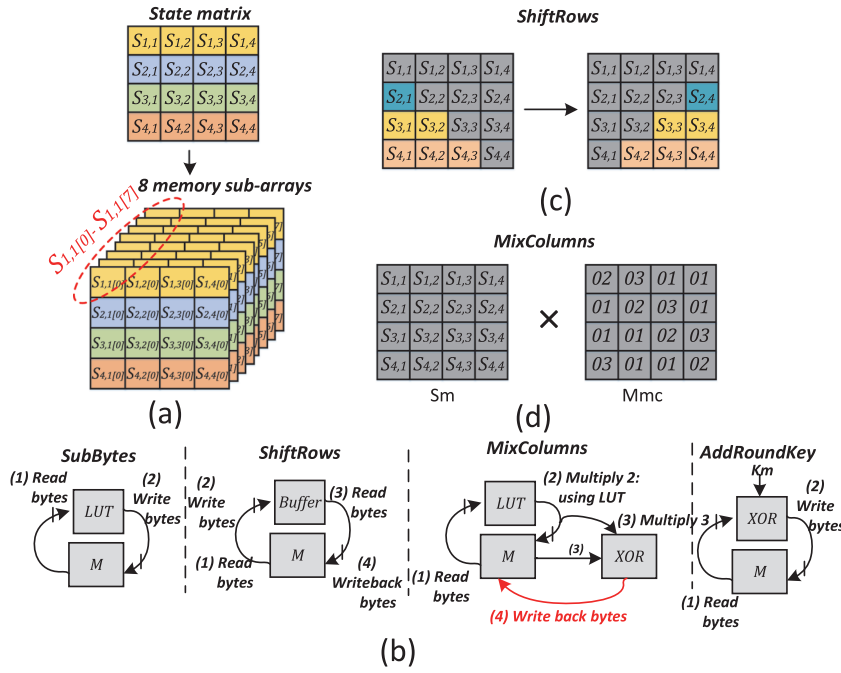 State matrix
S1,1 S1,2 S1,3 S1,4
S2,1 S2,2 S2,3 S2,4
S3,1 S3,2 S3,3 S3,4
S4,1 S4,2 S4,3 S4,4
8 memory sub-arrays
S1,1[0]- S1,1[7]
S1,1[0] S1,2[0] S1,3[0] S1,4[0]
S2,1[0] S2,2[0] S2,3[0] S2,4[0]
S3,1[0] S3,2[0] S3,3[0] S3,4[0]
S4,1[0] S4,2[0] S4,3[0] S4,4[0]
(a)
ShiftRows
S1,1 S1,2 S1,3 S1,4
S2,1 S2,2 S2,3 S2,4
S3,1 S3,2 S3,3 S3,4
S4,1 S4,2 S4,3 S4,4
S1,1 S1,2 S1,3 S1,4
S2,1 S2,2 S2,3 S2,4
S3,1 S3,2 S3,3 S3,4
S4,1 S4,2 S4,3 S4,4
(c)
MixColumns
S1,1 S1,2 S1,3 S1,4
S2,1 S2,2 S2,3 S2,4
S3,1 S3,2 S3,3 S3,4
S4,1 S4,2 S4,3 S4,4
Sm
×
02 03 01 01
01 02 03 01
01 01 02 03
03 01 01 02
Mmc
(d)
SubBytes
(1) Read
bytes
(2)
Write
bytes
LUT
M
ShiftRows
(2)
Write
bytes
Buffer
(3) Read
bytes
M
(1) Read
bytes
(4)
Writeback
bytes
MixColumns
(2) Multiply 2:
using LUT
LUT
(3) Multiply 3
M
(3)
XOR
(1) Read
bytes
(4) Write back bytes
AddRoundKey
Km
(2)
Write
bytes
XOR
M
(1) Read
bytes
(b)